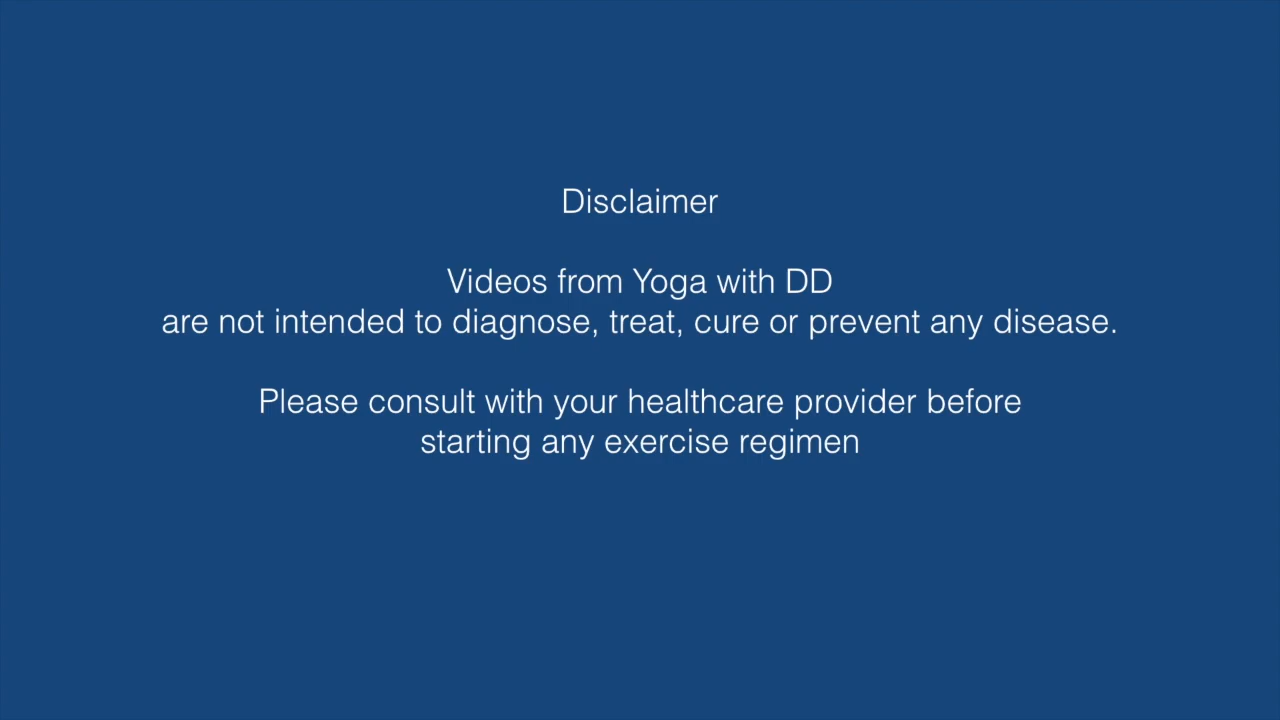 Disclaimer
Videos from Yoga with DD
are not intended to diagnose, treat, cure or prevent any disease.
Please consult with your healthcare provider before
starting any exercise regimen